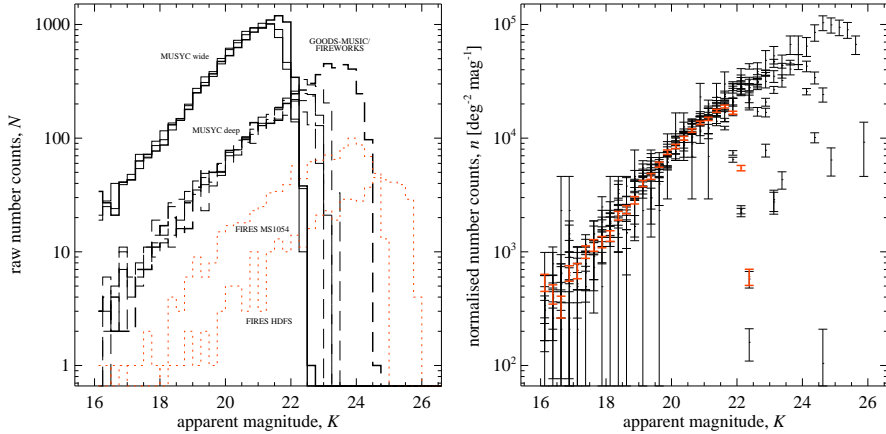 1000
100
10
1
raw number counts, N
MUSYC wide
GOODS-MUSIC/
FIREWORKS
MUSYC deep
FIRES MS1054
FIRES HDFS
16 18 20 22 24 26
apparent magnitude, K
10^5
10^4
10^3
10^2
normalised number counts, n [deg^-2 mag^-1]
16 18 20 22 24 26
apparent magnitude, K